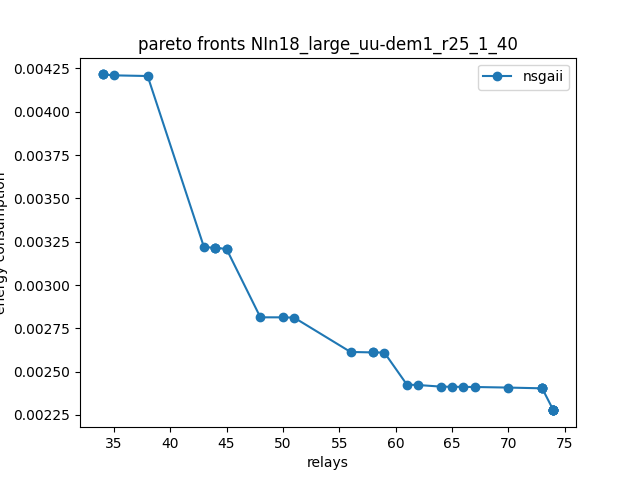 pareto fronts NIn18_large_uu-dem1_r25_1_40
nsgaii
0.00425
0.00400
0.00375
0.00350
0.00325
0.00300
0.00275
0.00250
0.00225
energy consumption
35 40 45 50 55 60 65 70 75
relays